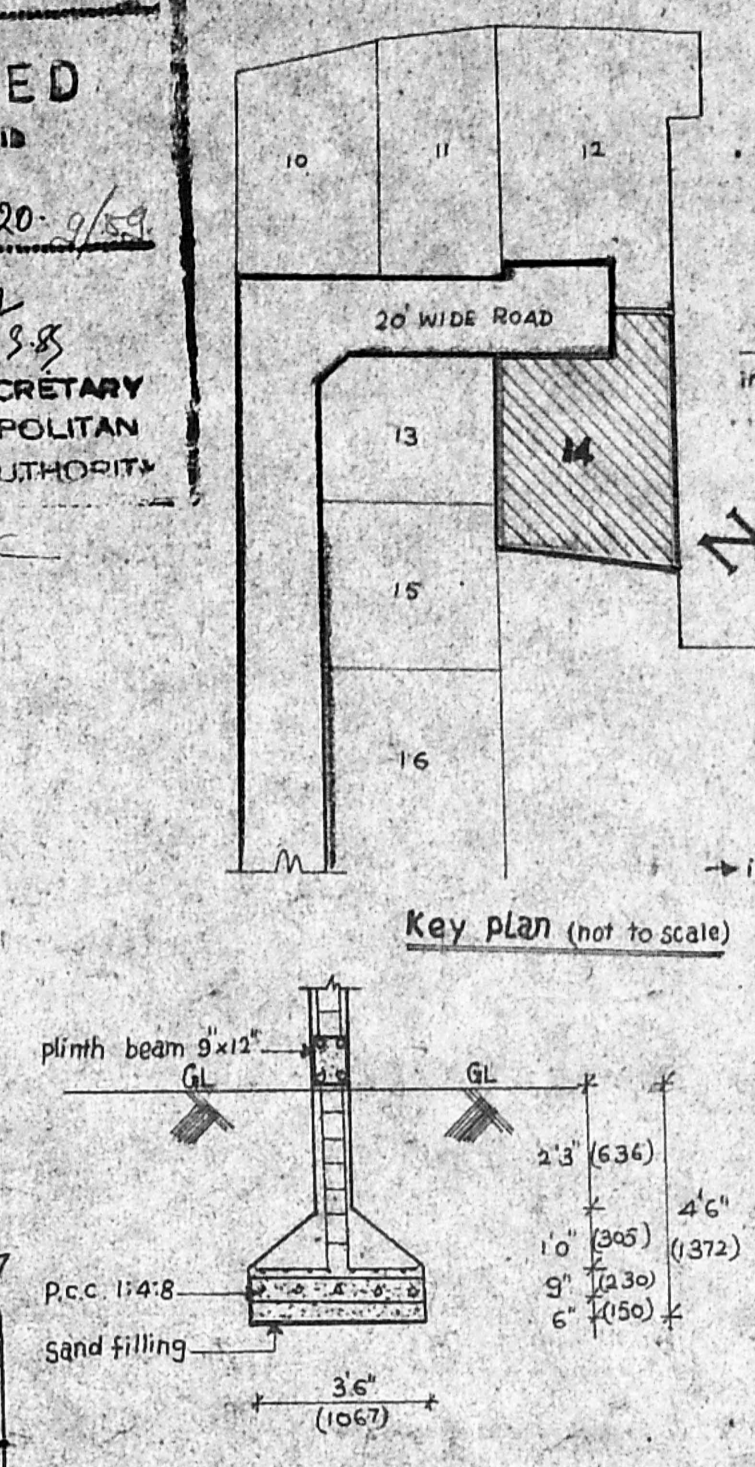 ED
20. 9/59
3.85
CRETARY
POLITAN
UTHORITY
10
11
12
20' WIDE ROAD
13
14
15
16
N
Key plan (not to scale)
plinth beam 9"x12"
GL
GL
2'3" (636)
4'6"
(1372)
1'0" (305)
9" (230)
6" (150)
P.c.c. 1:4:8
sand filling
3'6"
(1067)